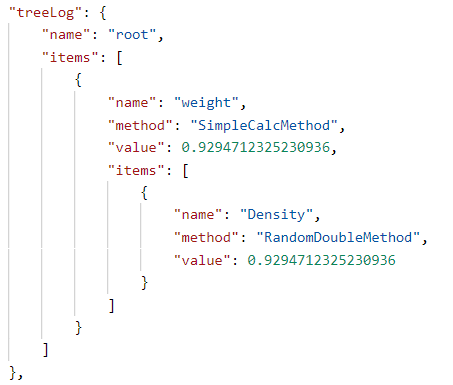 "treeLog": {
    "name": "root",
    "items": [
        {
            "name": "weight",
            "method": "SimpleCalcMethod",
            "value": 0.9294712325230936,
            "items": [
                {
                    "name": "Density",
                    "method": "RandomDoubleMethod",
                    "value": 0.9294712325230936
                }
            ]
        }
    ]
},